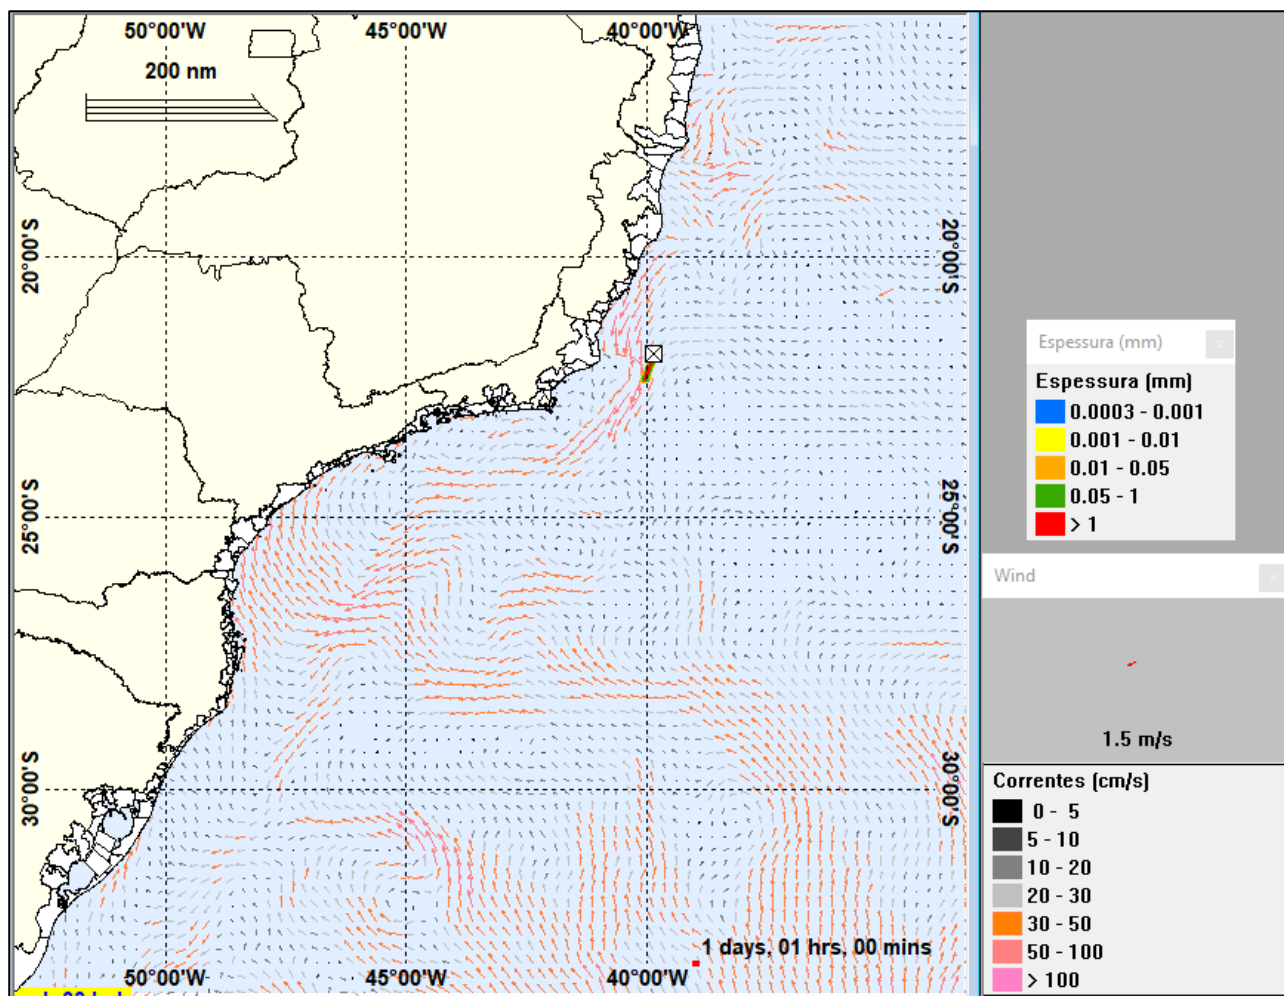 50°00'W
45°00'W
40°00'W
200 nm
20°00'S
20°00'S
25°00'S
25°00'S
30°00'S
30°00'S
1 days, 01 hrs, 00 mins
50°00'W
45°00'W
40°00'W
Espessura (mm)
x
Espessura (mm)
0.0003 - 0.001
0.001 - 0.01
0.01 - 0.05
0.05 - 1
> 1
Wind
x
1.5 m/s
Correntes (cm/s)
0 - 5
5 - 10
10 - 20
20 - 30
30 - 50
50 - 100
> 100